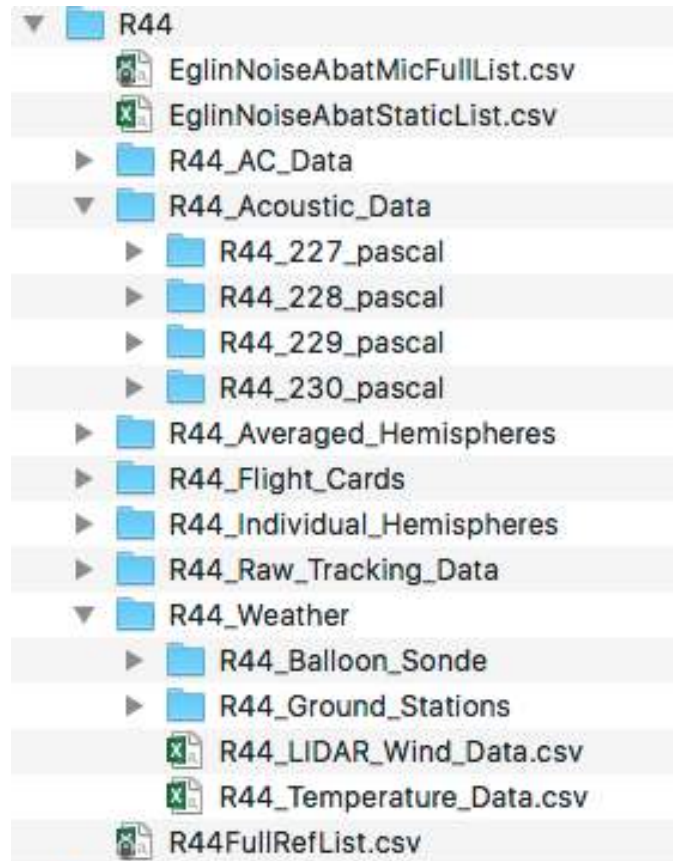 R44
EglinNoiseAbatMicFullList.csv
EglinNoiseAbatStaticList.csv
R44_AC_Data
R44_Acoustic_Data
R44_227_pascal
R44_228_pascal
R44_229_pascal
R44_230_pascal
R44_Averaged_Hemispheres
R44_Flight_Cards
R44_Individual_Hemispheres
R44_Raw_Tracking_Data
R44_Weather
R44_Balloon_Sonde
R44_Ground_Stations
R44_LIDAR_Wind_Data.csv
R44_Temperature_Data.csv
R44FullRefList.csv